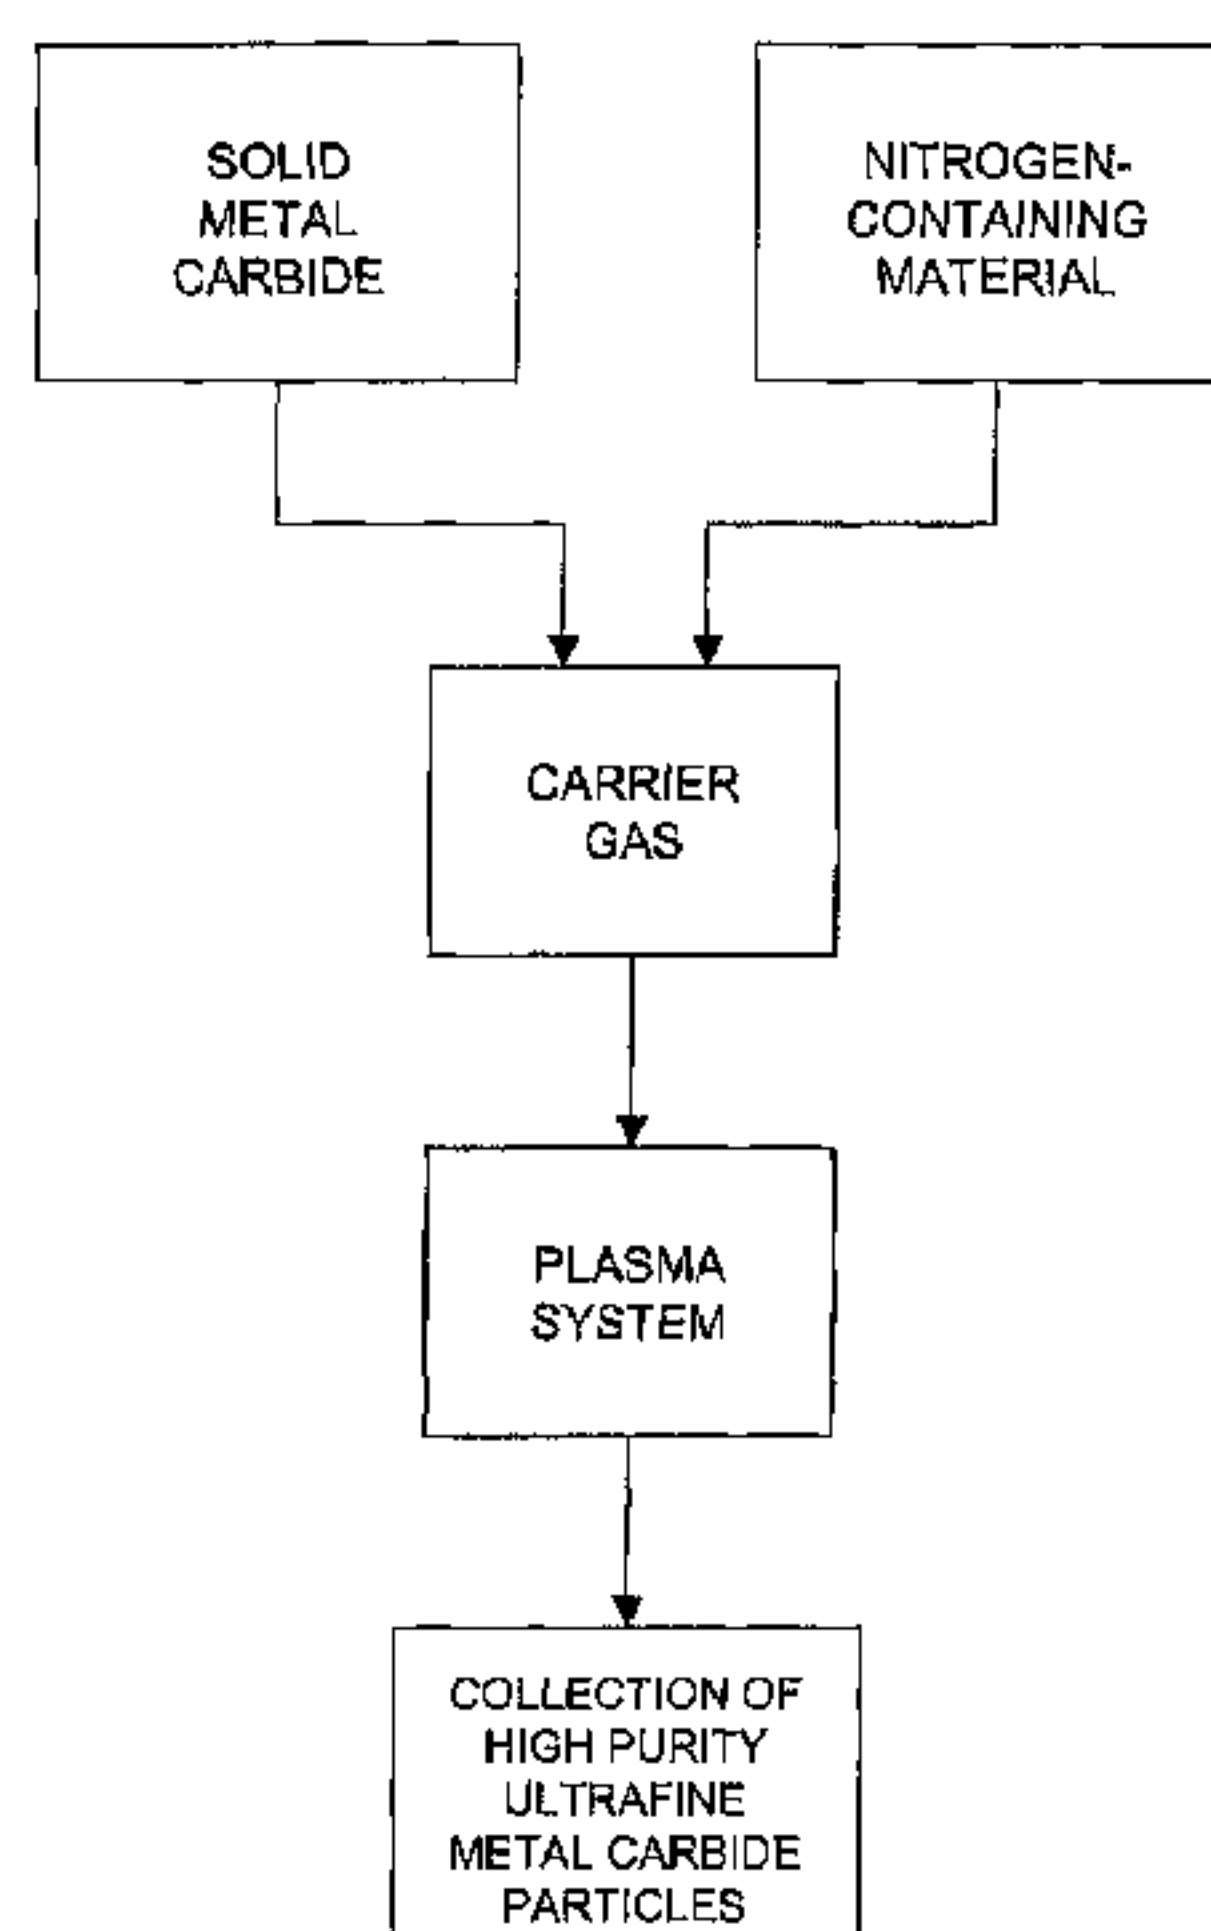 SOLID
METAL
CARBIDE
NITROGEN-
CONTAINING
MATERIAL
CARRIER
GAS
PLASMA
SYSTEM
COLLECTION OF
HIGH PURITY
ULTRAFINE
METAL CARBIDE
PARTICLES